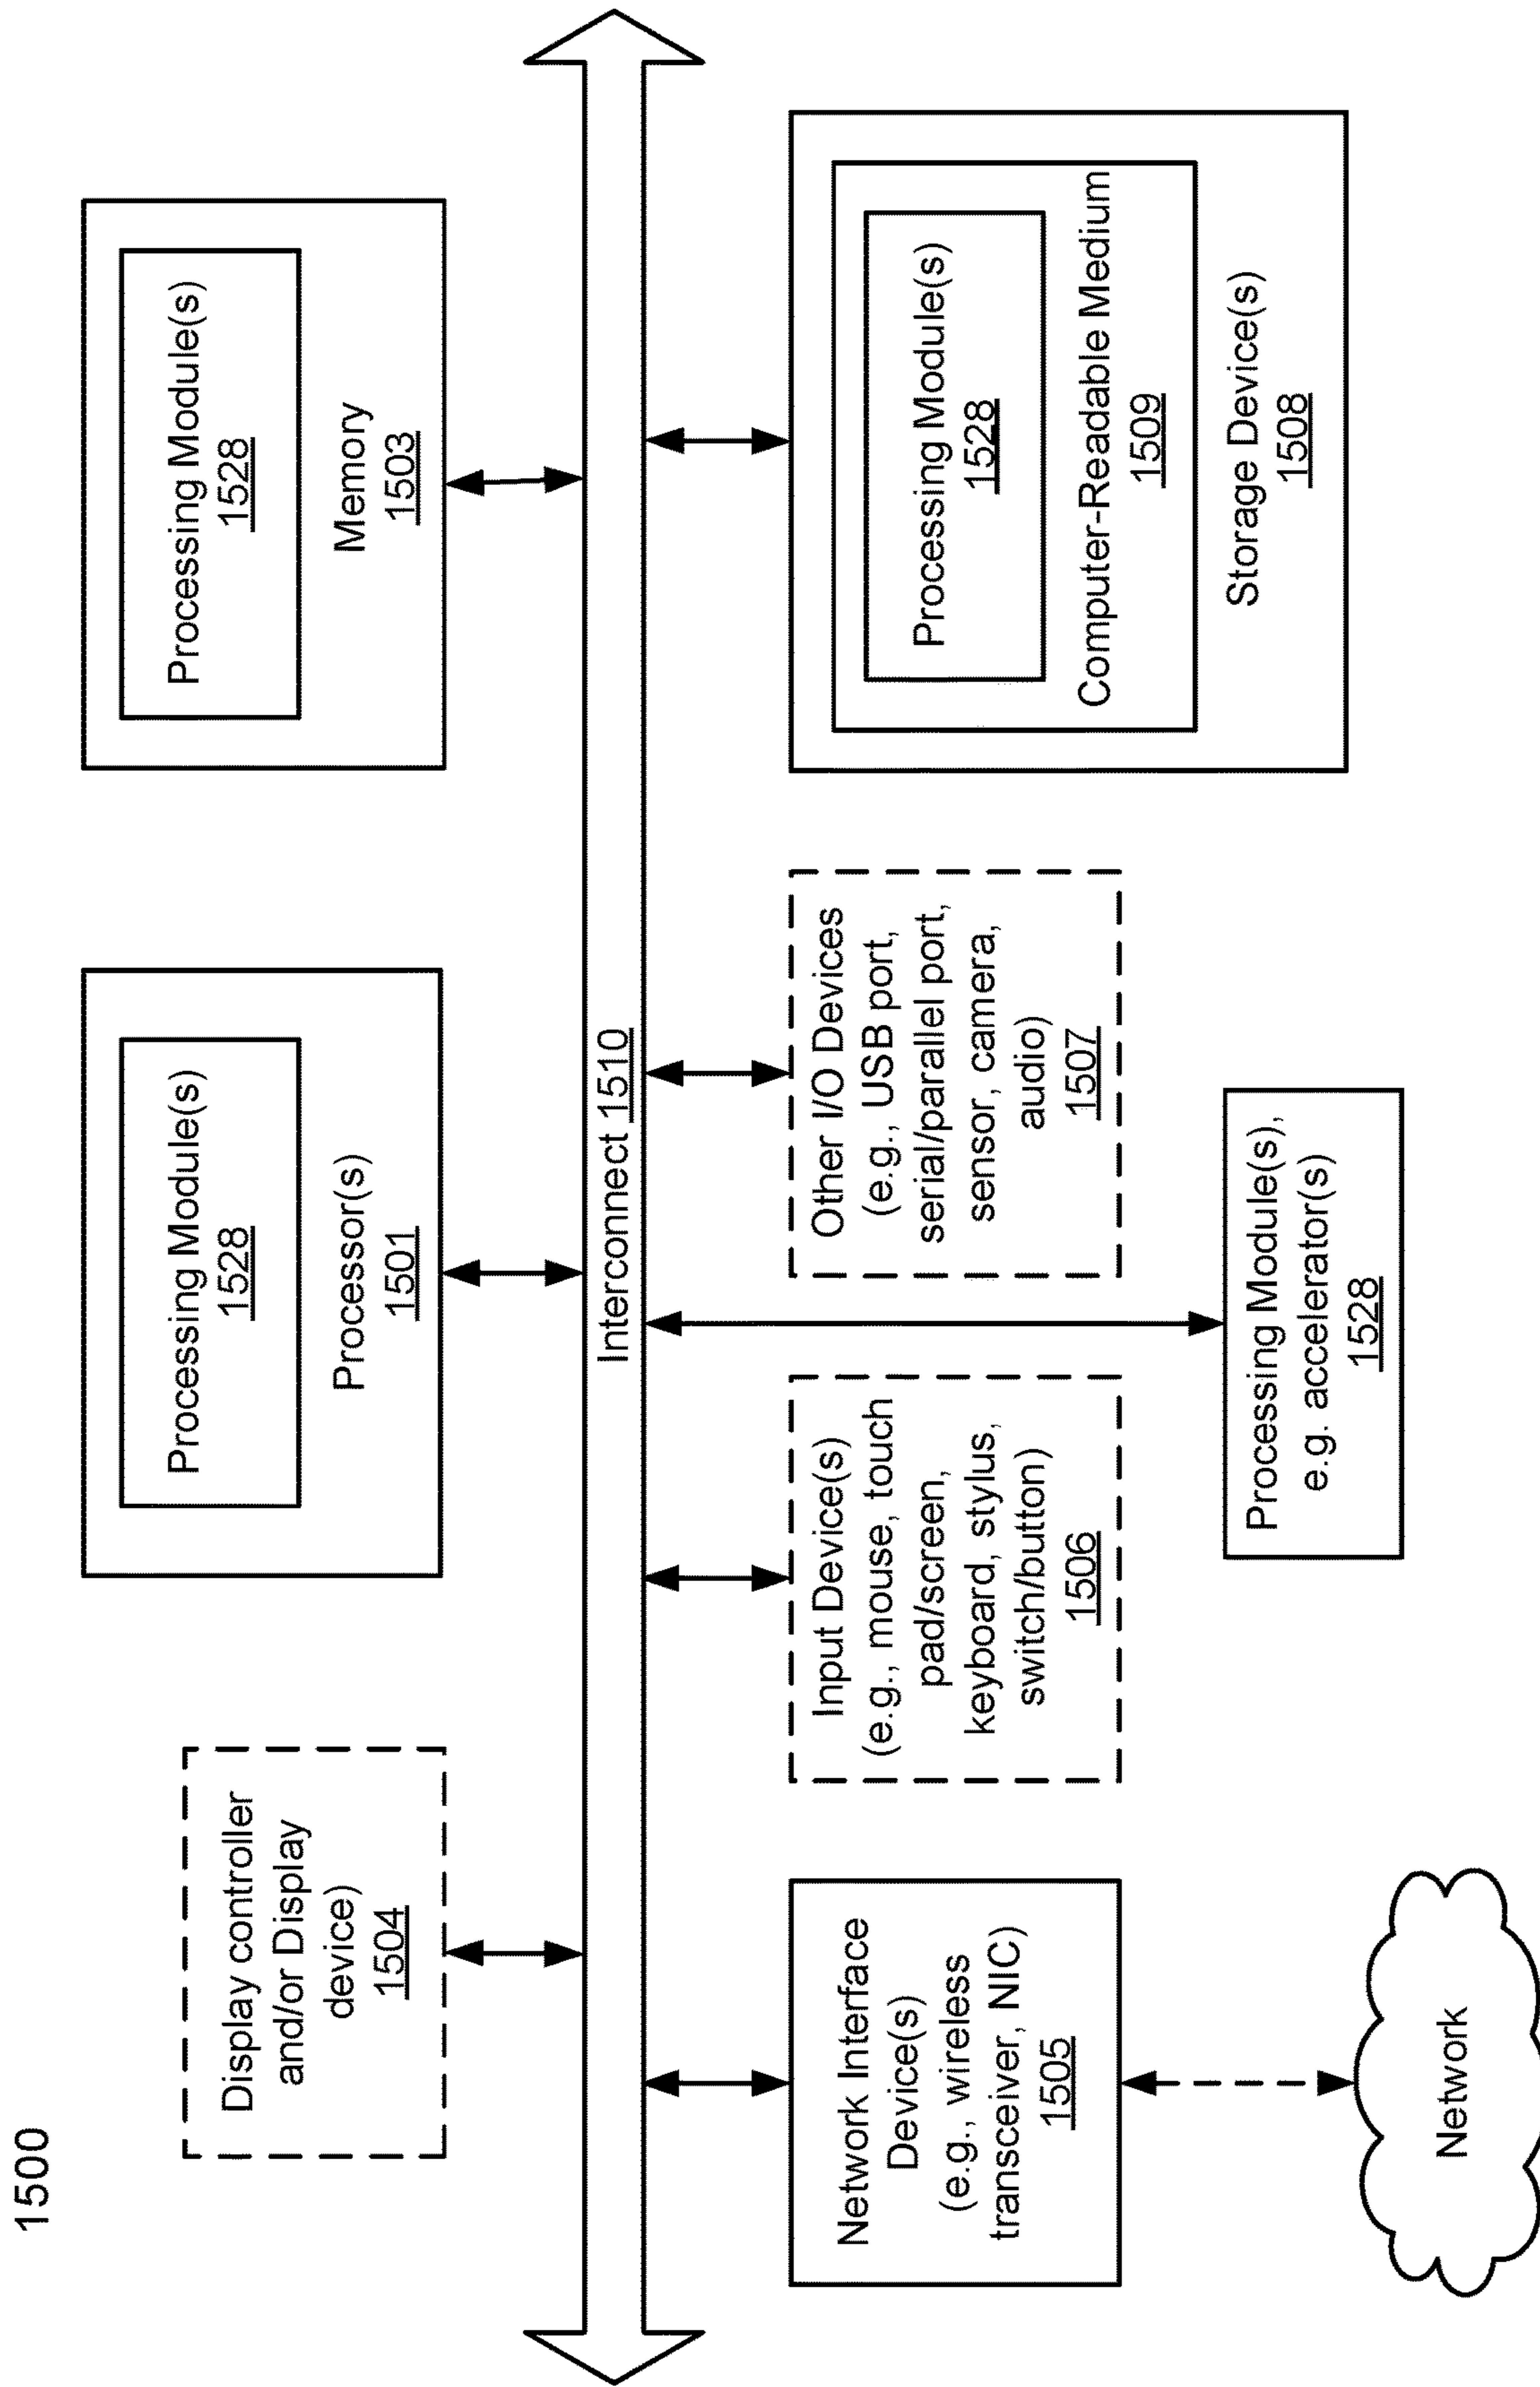 1500
Display controller
and/or Display
device)
1504
Processing Module(s)
1528
Processor(s)
1501
Processing Module(s)
1528
Memory
1503
Interconnect 1510
Network Interface
Device(s)
(e.g., wireless
transceiver, NIC)
1505
Input Device(s)
(e.g., mouse, touch
pad/screen,
keyboard, stylus,
switch/button)
1506
Other I/O Devices
(e.g., USB port,
serial/parallel port,
sensor, camera,
audio)
1507
Processing Module(s)
1528
Computer-Readable Medium
1509
Storage Device(s)
1508
Processing Module(s),
e.g. accelerator(s)
1528
Network